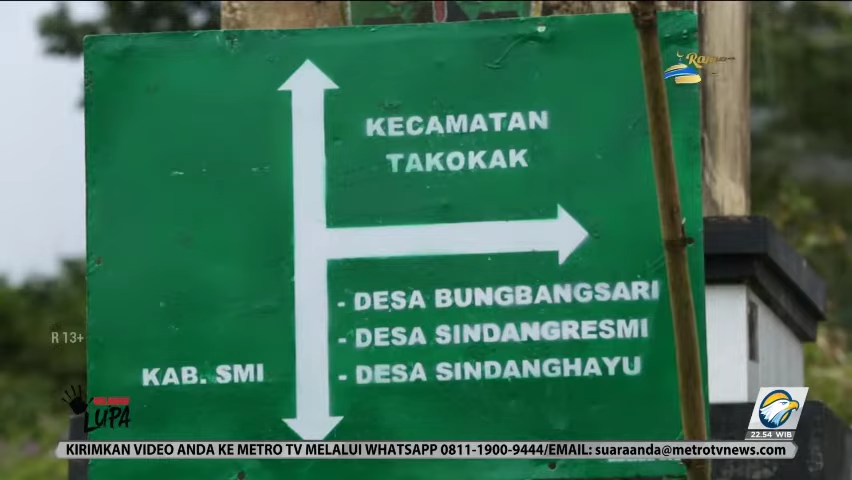 KECAMATAN
TAKOKAK
- DESA BUNGBANGSARI
- DESA SINDANGRESMI
- DESA SINDANGHAYU
KAB. SMI
R 13+
MELAWAN
LUPA
22.54 WIB
KIRIMKAN VIDEO ANDA KE METRO TV MELALUI WHATSAPP 0811-1900-9444/EMAIL: suaraanda@metrotvnews.com